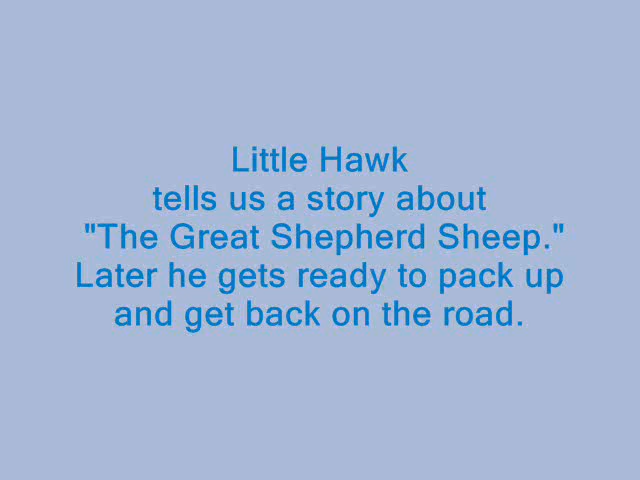 Little Hawk
tells us a story about
"The Great Shepherd Sheep."
Later he gets ready to pack up
and get back on the road.